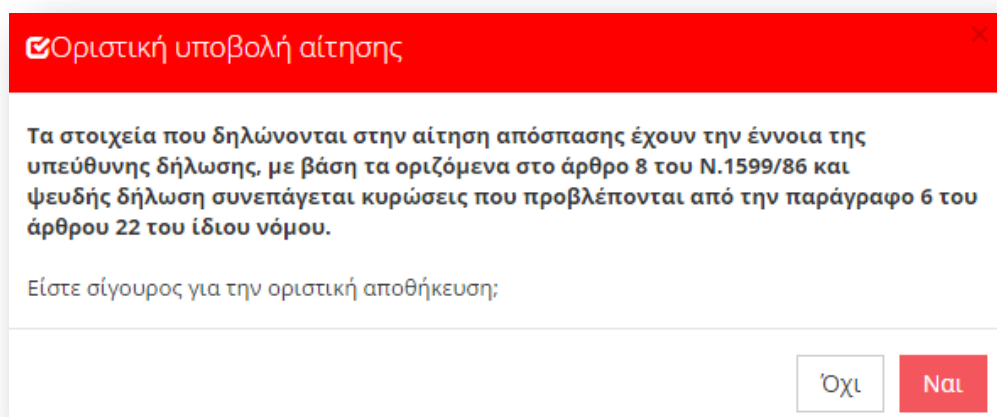 Οριστική υποβολή αίτησης
Τα στοιχεία που δηλώνονται στην αίτηση απόσπασης έχουν την έννοια της
υπεύθυνης δήλωσης, με βάση τα οριζόμενα στο άρθρο 8 του Ν.1599/86 και
ψευδής δήλωση συνεπάγεται κυρώσεις που προβλέπονται από την παράγραφο 6 του
άρθρου 22 του ίδιου νόμου.
Είστε σίγουρος για την οριστική αποθήκευση;
Όχι
Ναι